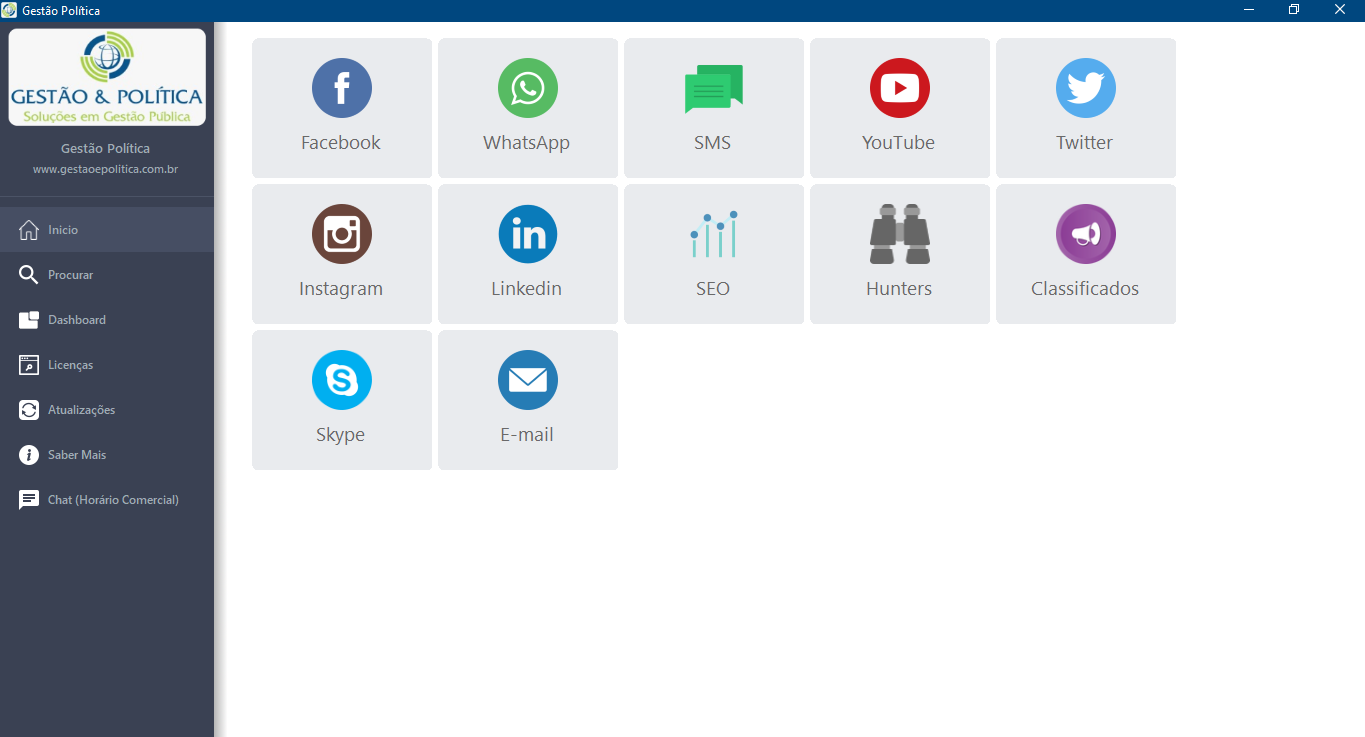 Gestão Política
GESTÃO & POLÍTICA
Soluções em Gestão Pública
Gestão Política
www.gestaoepolitica.com.br
Inicio
Procurar
Dashboard
Licenças
Atualizações
Saber Mais
Chat (Horário Comercial)
Facebook
WhatsApp
SMS
YouTube
Twitter
Instagram
Linkedin
SEO
Hunters
Classificados
Skype
E-mail